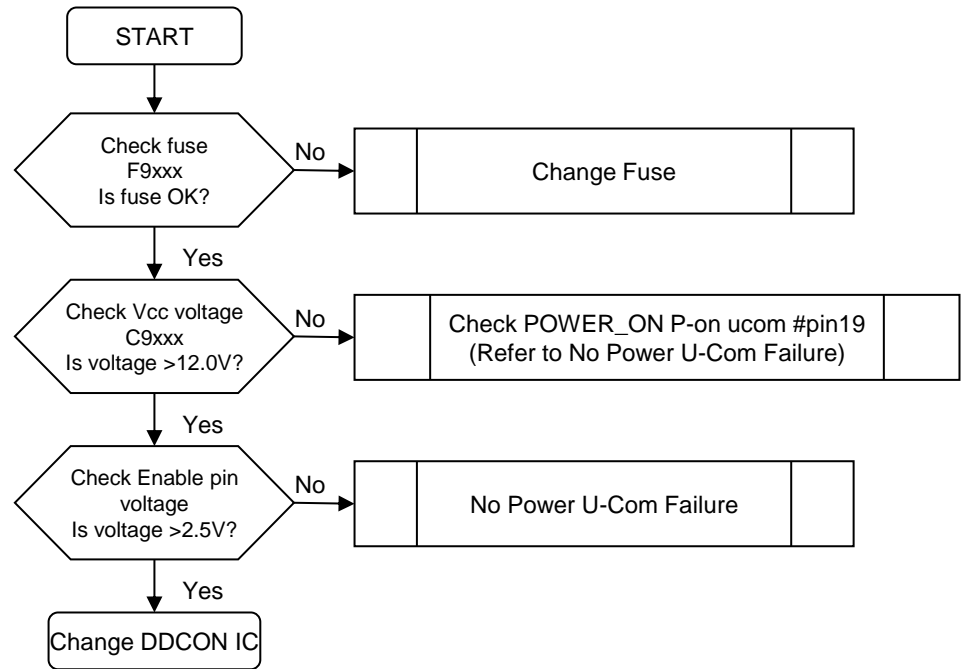 START
Check fuse
F9xxx
Is fuse OK?
No
Change Fuse
Yes
Check Vcc voltage
C9xxx
Is voltage >12.0V?
No
Check POWER_ON P-on ucom #pin19
(Refer to No Power U-Com Failure)
Yes
Check Enable pin
voltage
Is voltage >2.5V?
No
No Power U-Com Failure
Yes
Change DDCON IC